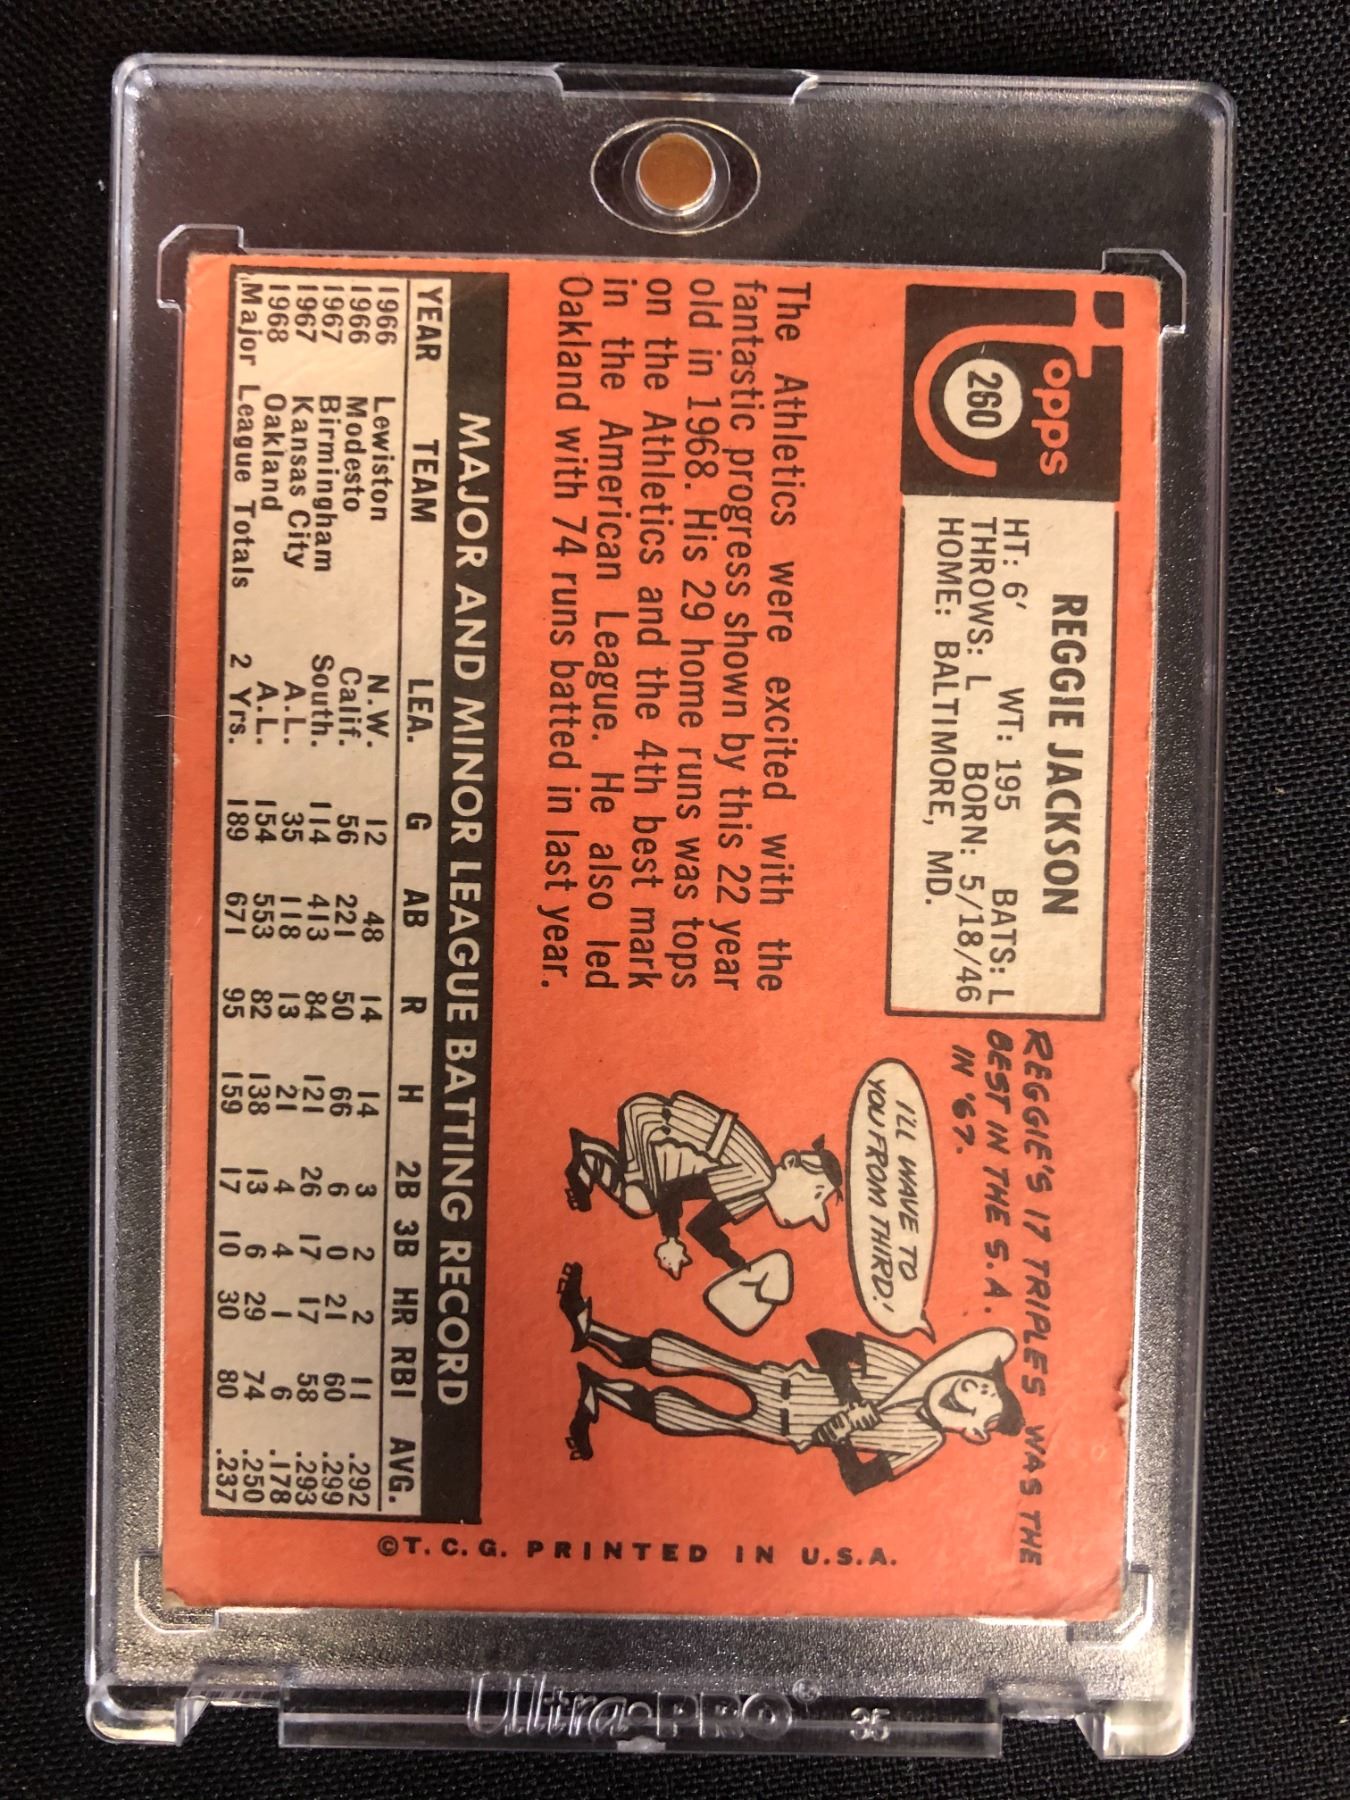 Topps
260
REGGIE JACKSON
HT: 6' WT: 195 BATS: L
THROWS: L BORN: 5/18/46
HOME: BALTIMORE, MD.
REGGIE'S 17 TRIPLES WAS THE
BEST IN THE S.A.
IN '67.
I'LL WAVE TO
YOU FROM THIRD!
The Athletics were excited with the
fantastic progress shown by this 22 year
old in 1968. His 29 home runs was tops
on the Athletics and the 4th best mark
in the American League. He also led
Oakland with 74 runs batted in last year.
MAJOR AND MINOR LEAGUE BATTING RECORD
YEAR TEAM LEA. G AB R H 2B 3B HR RBI AVG.
1966 Lewiston N.W. 12 48 14 14 3 2 2 11 .292
1966 Modesto Calif. 56 221 50 66 6 0 21 60 .299
1967 Birmingham South. 114 413 84 121 26 17 17 58 .293
1967 Kansas City A.L. 35 118 13 21 4 4 1 6 .178
1968 Oakland A.L. 154 553 82 138 13 6 29 74 .250
Major League Totals 2 Yrs. 189 671 95 159 17 10 30 80 .237
©T.C.G. PRINTED IN U.S.A.
Ultra•PRO® 35